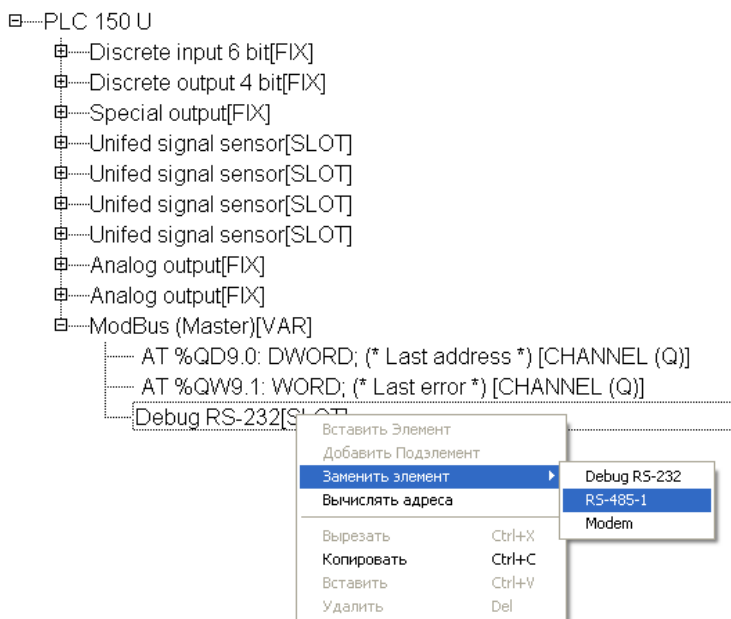 PLC 150 U
Discrete input 6 bit[FIX]
Discrete output 4 bit[FIX]
Special output[FIX]
Unifed signal sensor[SLOT]
Unifed signal sensor[SLOT]
Unifed signal sensor[SLOT]
Unifed signal sensor[SLOT]
Analog output[FIX]
Analog output[FIX]
ModBus (Master)[VAR]
AT %QD9.0: DWORD; (* Last address *) [CHANNEL (Q)]
AT %QW9.1: WORD; (* Last error *) [CHANNEL (Q)]
Debug RS-232[SLOT]
Вставить Элемент
Добавить Подэлемент
Заменить элемент
Вычислять адреса
Вырезать Ctrl+X
Копировать Ctrl+C
Вставить Ctrl+V
Удалить Del
Debug RS-232
RS-485-1
Modem